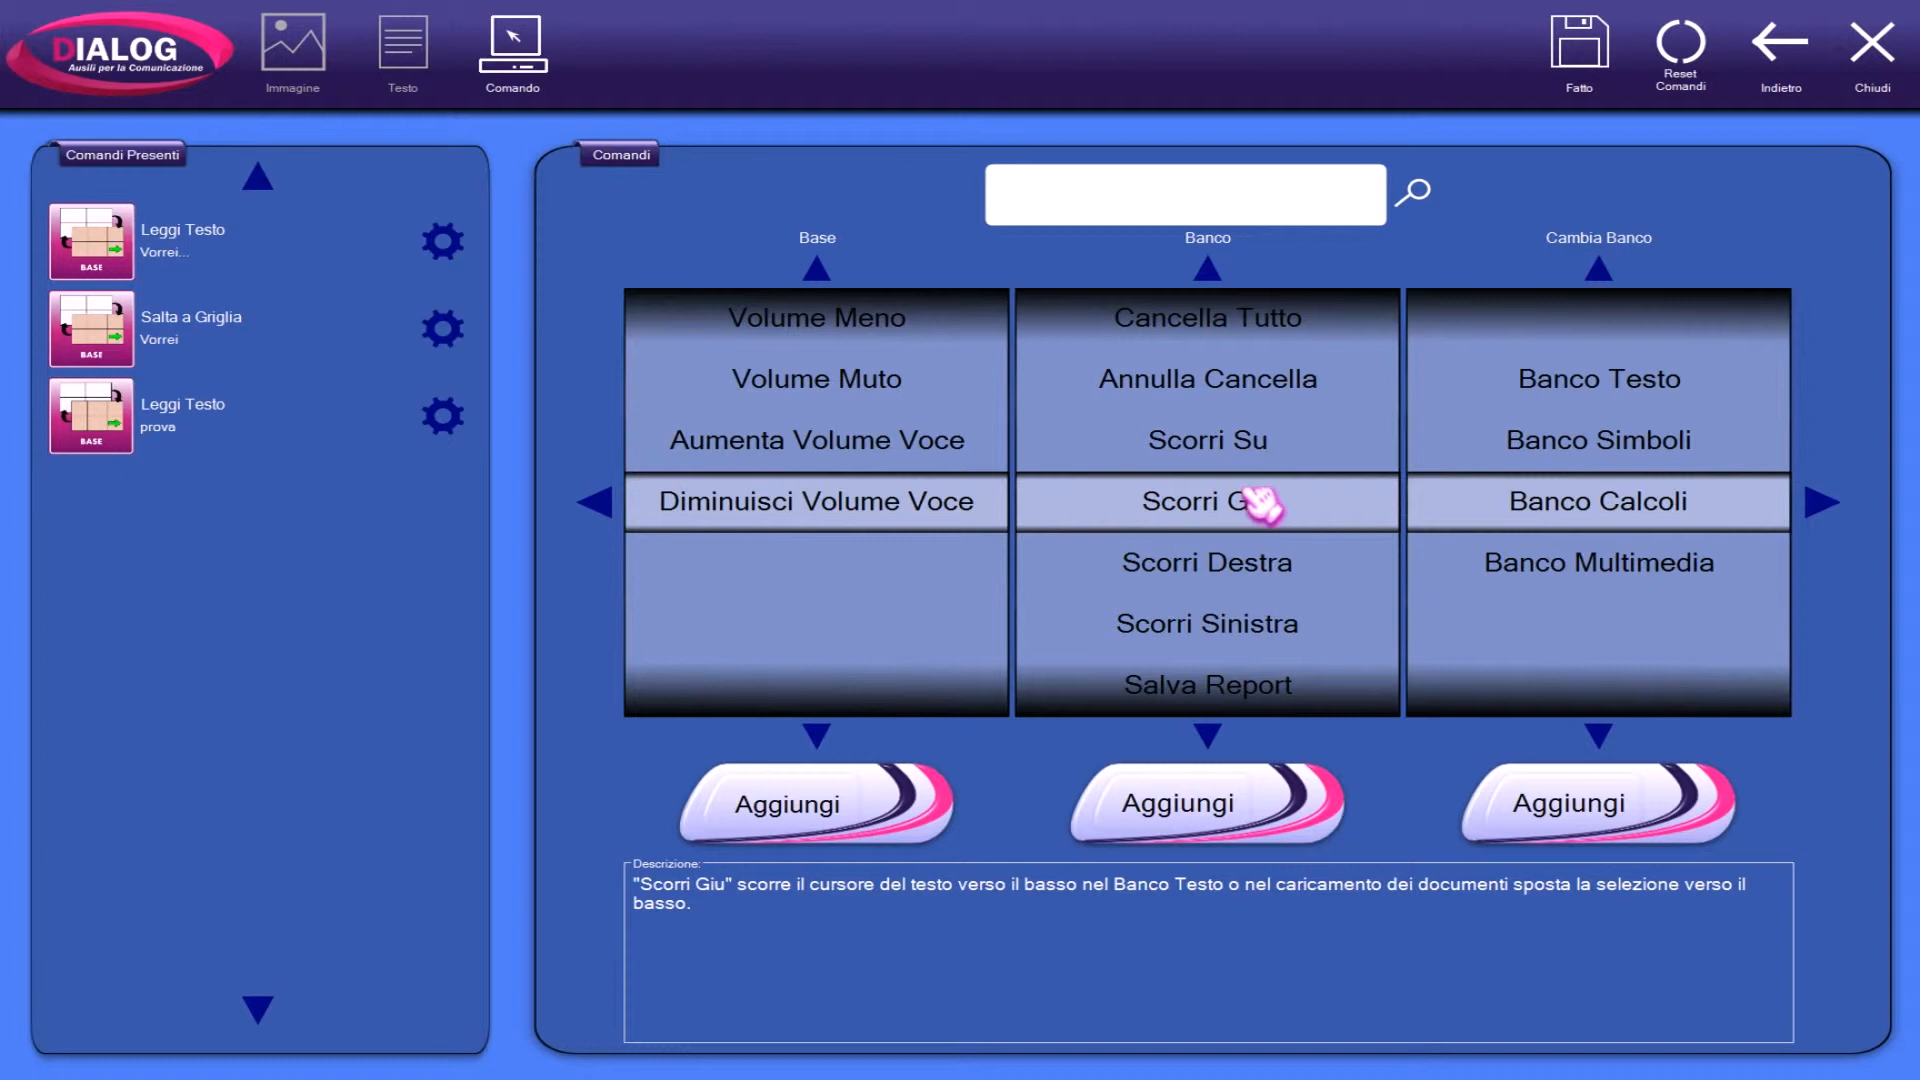 DIALOG
Ausili per la Comunicazione
Immagine
Testo
Comando
Fatto
Reset
Comandi
Indietro
Chiudi
Comandi Presenti
Leggi Testo
Vorrei...
BASE
Salta a Griglia
Vorrei
BASE
Leggi Testo
prova
BASE
Comandi
Base
Banco
Cambia Banco
Volume Meno
Volume Muto
Aumenta Volume Voce
Diminuisci Volume Voce
Cancella Tutto
Annulla Cancella
Scorri Su
Scorri
Scorri Destra
Scorri Sinistra
Salva Report
Banco Testo
Banco Simboli
Banco Calcoli
Banco Multimedia
Aggiungi
Aggiungi
Aggiungi
Descrizione:
"Scorri Giu" scorre il cursore del testo verso il basso nel Banco Testo o nel caricamento dei documenti sposta la selezione verso il
basso.